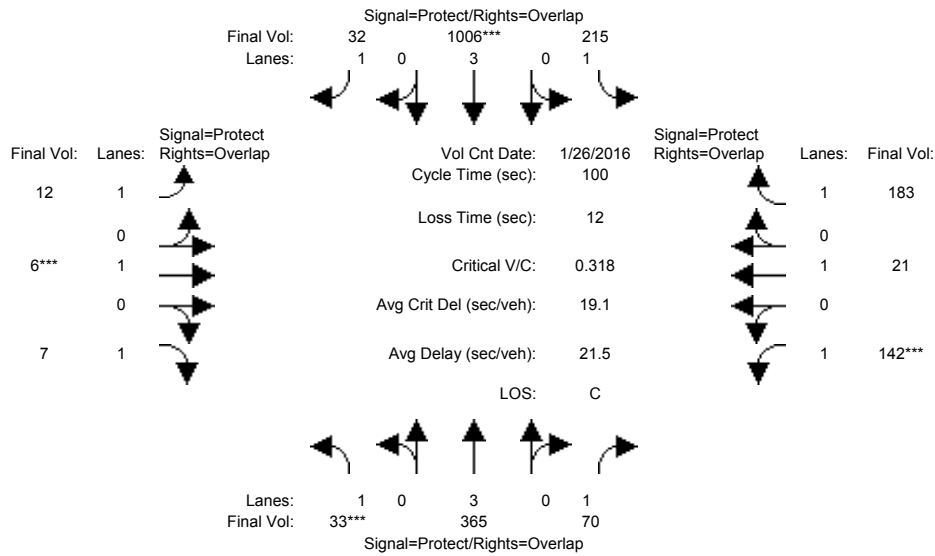 Signal=Protect/Rights=Overlap
Final Vol: 32 1006*** 215
Lanes: 1 0 3 0 1
Signal=Protect Signal=Protect
Final Vol: Lanes: Rights=Overlap Vol Cnt Date: 1/26/2016 Rights=Overlap Lanes: Final Vol:
Cycle Time (sec): 100
12 1 1 183
Loss Time (sec): 12
0 0
6*** 1 Critical V/C: 0.318 1 21
0 Avg Crit Del (sec/veh): 19.1 0
7 1 Avg Delay (sec/veh): 21.5 1 142***
LOS: C
Lanes: 1 0 3 0 1
Final Vol: 33*** 365 70
Signal=Protect/Rights=Overlap